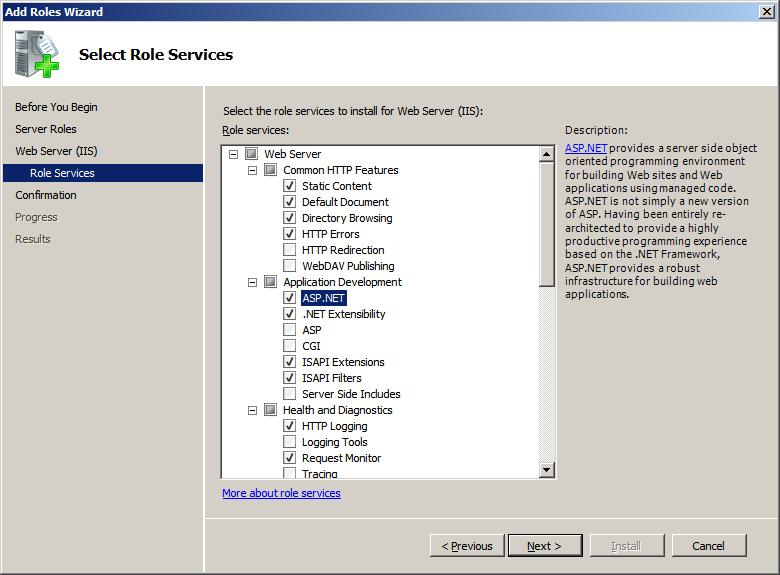 Add Roles Wizard
Select Role Services
Before You Begin
Server Roles
Web Server (IIS)
Role Services
Confirmation
Progress
Results
Select the role services to install for Web Server (IIS):
Role services:
Web Server
Common HTTP Features
Static Content
Default Document
Directory Browsing
HTTP Errors
HTTP Redirection
WebDAV Publishing
Application Development
ASP.NET
.NET Extensibility
ASP
CGI
ISAPI Extensions
ISAPI Filters
Server Side Includes
Health and Diagnostics
HTTP Logging
Logging Tools
Request Monitor
Tracing
More about role services
Description:
ASP.NET provides a server side object
oriented programming environment
for building Web sites and Web
applications using managed code.
ASP.NET is not simply a new version
of ASP. Having been entirely re-
architected to provide a highly
productive programming experience
based on the .NET Framework,
ASP.NET provides a robust
infrastructure for building web
applications.
< Previous
Next >
Install
Cancel